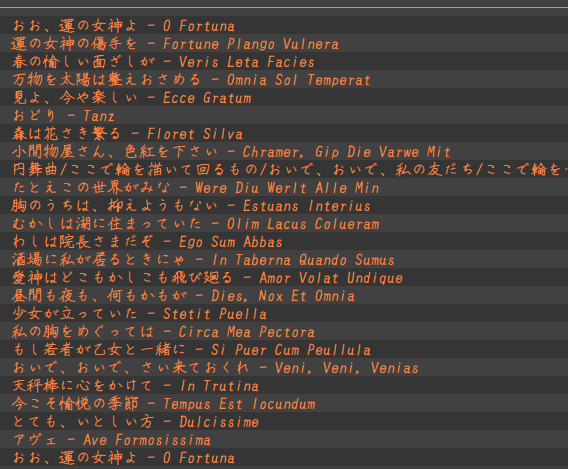 おお、運の女神よ - O Fortuna
運の女神の傷手を - Fortune Plango Vulnera
春の愉しい面ざしが - Veris Leta Facies
万物を太陽は整えおさめる - Omnia Sol Temperat
見よ、今や楽しい - Ecce Gratum
おどり - Tanz
森は花さき繁る - Floret Silva
小間物屋さん、色紅を下さい - Chramer, Gip Die Varwe Mit
円舞曲/ここで輪を描いて回るもの/おいで、おいで、私の友だち/ここで輪を…
たとえこの世界がみな - Were Diu Werlt Alle Min
胸のうちは、抑えようもない - Estuans Interius
むかしは湖に住まっていた - Olim Lacus Colueram
わしは院長さまだぞ - Ego Sum Abbas
酒場に私が居るときにゃ - In Taberna Quando Sumus
愛神はどこもかしこも飛び廻る - Amor Volat Undique
昼間も夜も、何もかもが - Dies, Nox Et Omnia
少女が立っていた - Stetit Puella
私の胸をめぐっては - Circa Mea Pectora
もし若者が乙女と一緒に - Si Puer Cum Peullula
おいで、おいで、さい来ておくれ - Veni, Veni, Venias
天秤棒に心をかけて - In Trutina
今こそ愉悦の季節 - Tempus Est Iocundum
とても、いとしい方 - Dulcissime
アヴェ - Ave Formosissima
おお、運の女神よ - O Fortuna